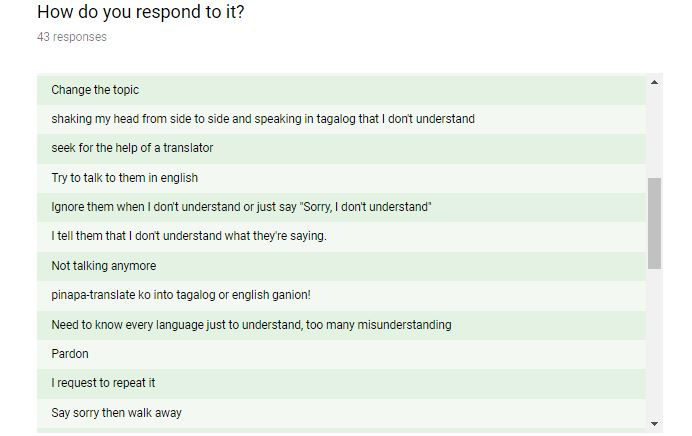 How do you respond to it?
43 responses
Change the topic
shaking my head from side to side and speaking in tagalog that I don't understand
seek for the help of a translator
Try to talk to them in english
Ignore them when I don't understand or just say "Sorry, I don't understand"
I tell them that I don't understand what they're saying.
Not talking anymore
pinapa-translate ko into tagalog or english ganion!
Need to know every language just to understand, too many misunderstanding
Pardon
I request to repeat it
Say sorry then walk away